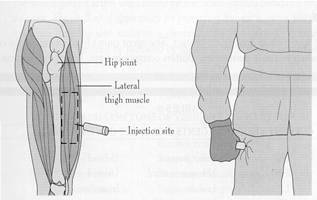 Hip joint
Lateral
thigh muscle
Injection site